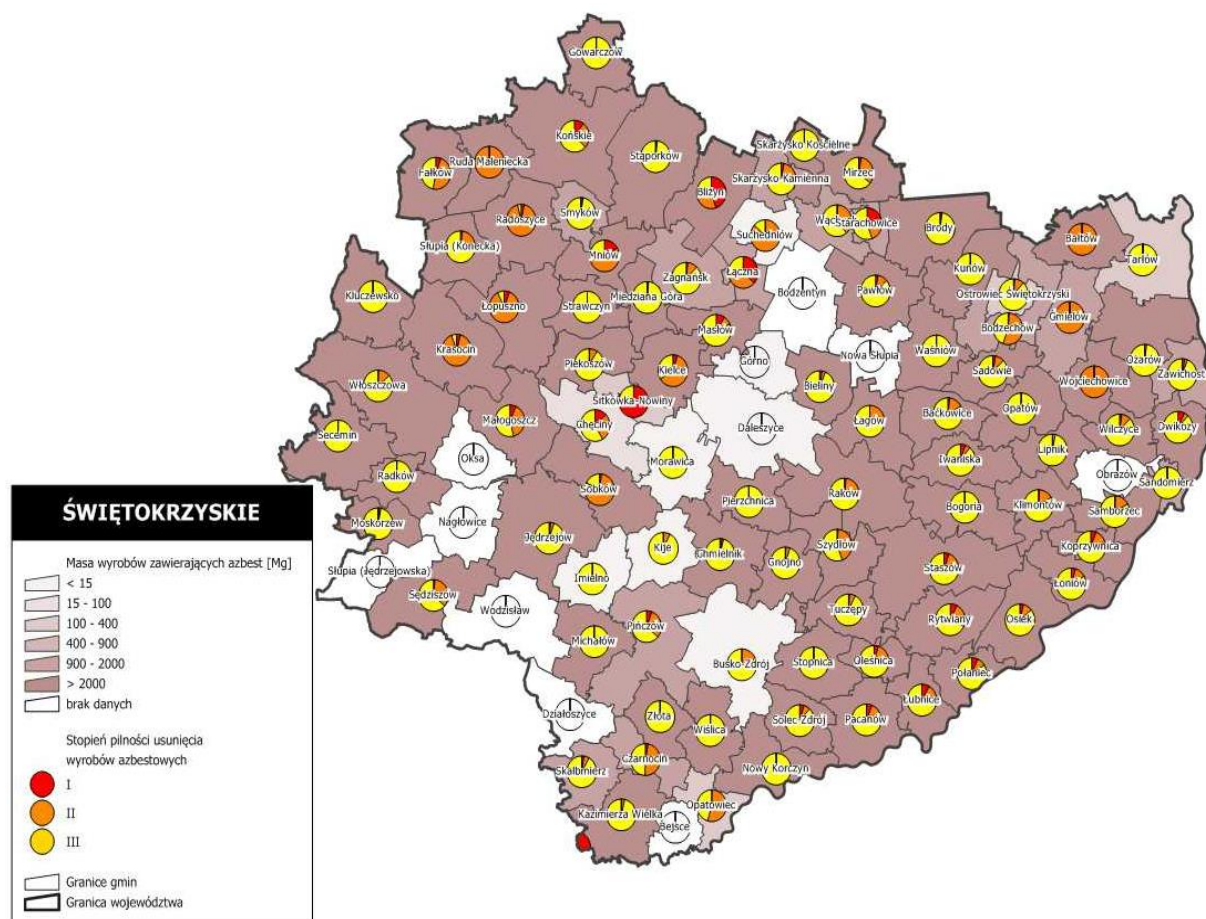 Gowarczów
Końskie
Skarżysko Kościelne
Stąporków
Ruda Maleniecka
Fałków
Skarżysko-Kamienna
Mirzec
Bliżyn
Smyków
Radoszyce
Starachowice
Brody
Suchedniów
Bałtów
Słupia (Konecka)
Mniów
Tarłów
Łączna
Kunów
Zagnańsk
Kluczewsko
Bodzentyn
Pawłów
Ostrowiec Świętokrzyski
Łopuszno
Strawczyn
Miedziana Góra
Ćmielów
Masłów
Bodzechów
Krasocin
Waśniów
Nowa Słupia
Górno
Ożarów
Piekoszów
Kielce
Sadowie
Zawichost
Włoszczowa
Bieliny
Wojciechowice
Sitkówka-Nowiny
Baćkowice
Opatów
Małogoszcz
Chęciny
Łagów
Daleszyce
Wilczyce
Dwikozy
Secemin
Lipnik
Oksa
Morawica
Iwaniska
Radków
Obrazów
Sandomierz
Sobków
Raków
Pierzchnica
Bogoria
Klimontów
Samborzec
Moskorzew
Nagłowice
Jędrzejów
Kije
Chmielnik
Gnojno
Szydłów
Koprzywnica
Słupia (Jędrzejowska)
Imielno
Staszów
Łoniów
Sędziszów
Wodzisław
Tuczępy
Rytwiany
Osiek
Pińczów
Michałów
Busko-Zdrój
Stopnica
Oleśnica
Połaniec
Działoszyce
Złota
Wiślica
Solec-Zdrój
Pacanów
Łubnice
Czarnocin
Skalbmierz
Nowy Korczyn
Opatowiec
Kazimierza Wielka
Bejsce
ŚWIĘTOKRZYSKIE
Masa wyrobów zawierających azbest [Mg]
< 15
15 - 100
100 - 400
400 - 900
900 - 2000
> 2000
brak danych
Stopień pilności usunięcia
wyrobów azbestowych
I
II
III
Granice gmin
Granica województwa